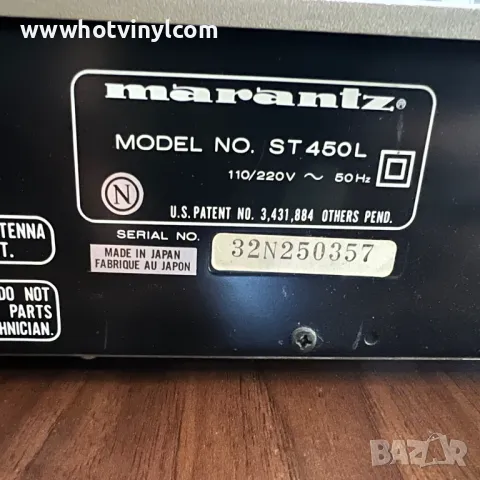 www.hotvinyl.com
marantz®
MODEL NO. ST450L
110/220V ~ 50Hz
N
U.S. PATENT NO. 3,431,884 OTHERS PEND.
SERIAL NO. 32N250357
MADE IN JAPAN
FABRIQUE AU JAPON
TENNA
T.
DO NOT
PARTS
HNICIAN.
BAZAR